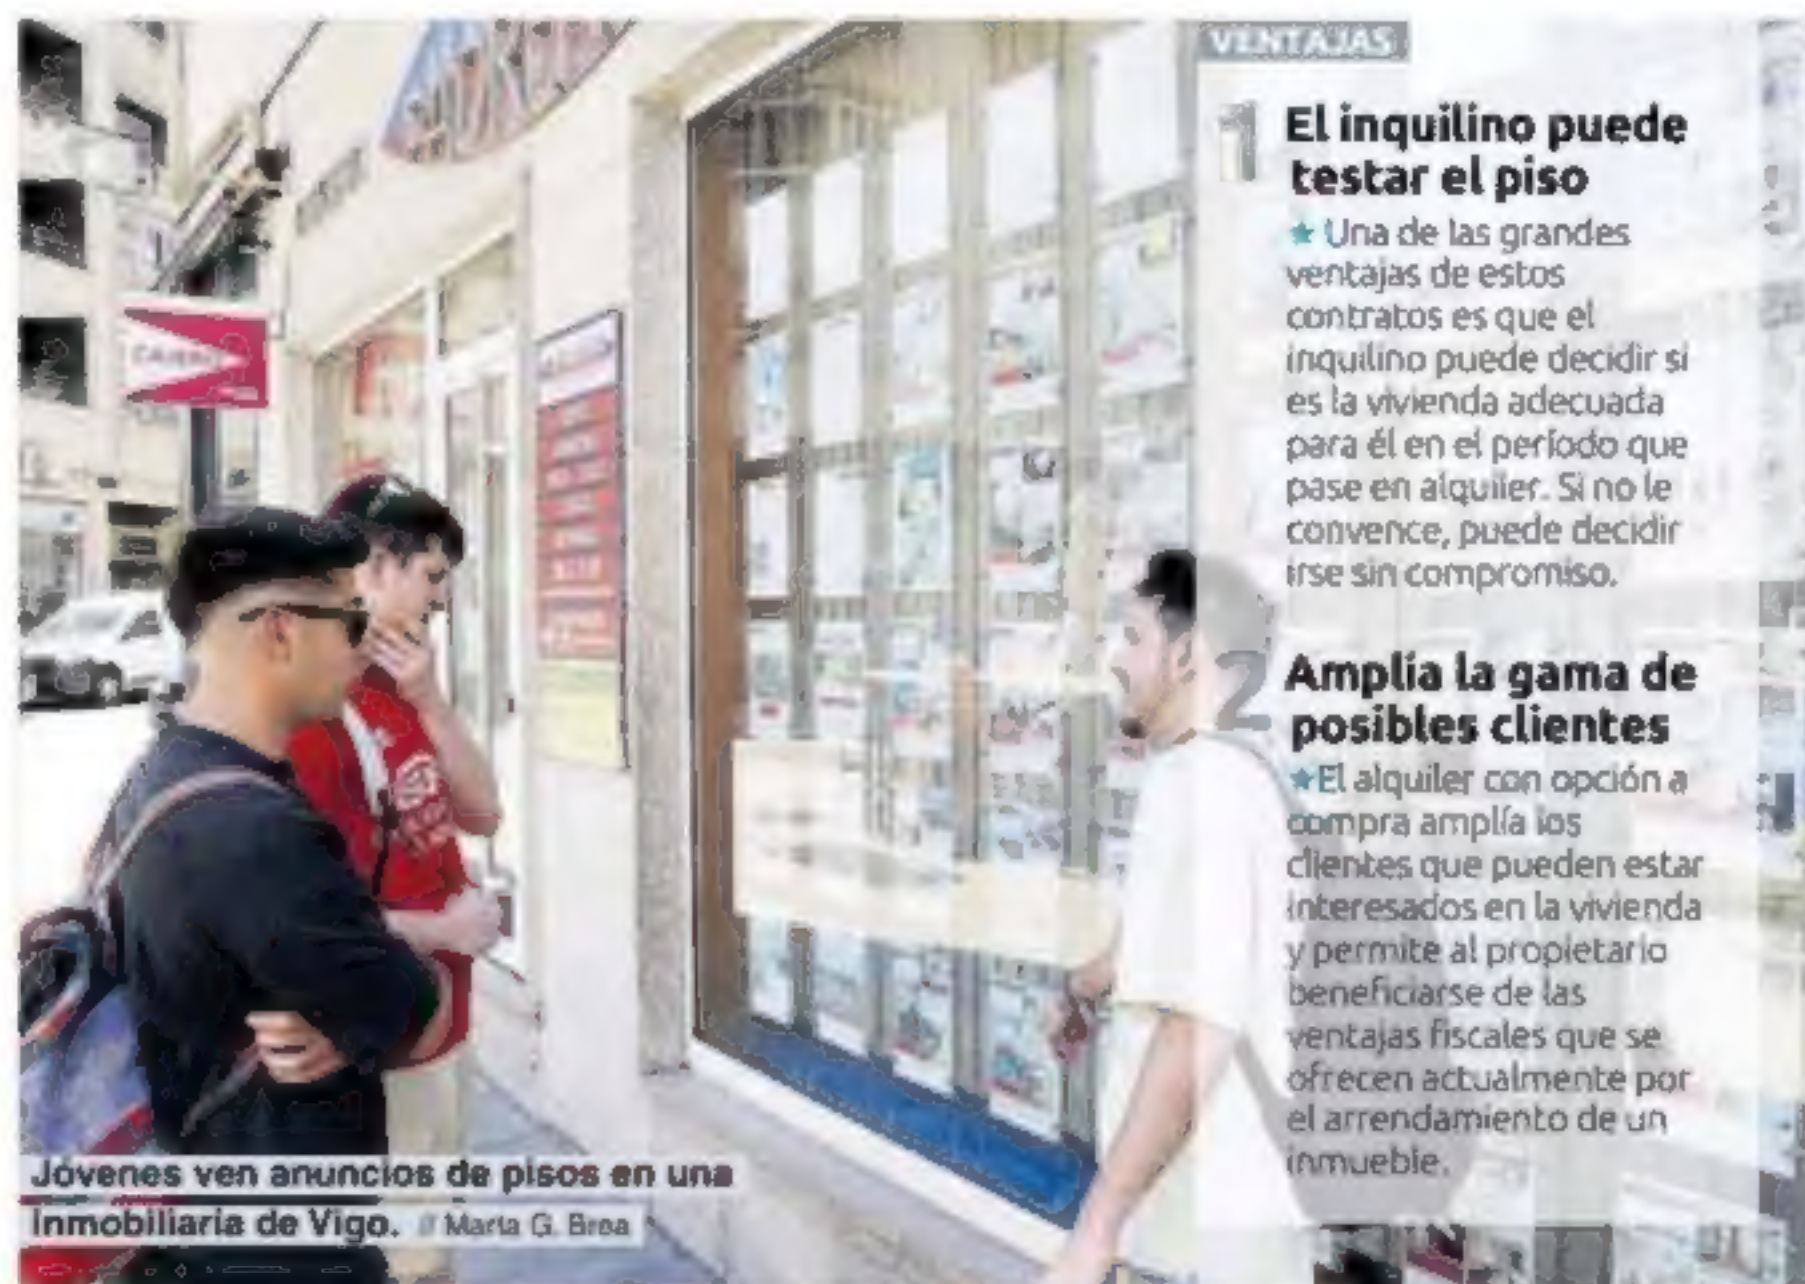 VENTAJAS
1
El inquilino puede
testar el piso
★ Una de las grandes
ventajas de estos
contratos es que el
inquilino puede decidir si
es la vivienda adecuada
para él en el período que
pase en alquiler. Si no le
convence, puede decidir
irse sin compromiso.
2
Amplia la gama de
posibles clientes
★ El alquiler con opción a
compra amplía los
clientes que pueden estar
interesados en la vivienda
y permite al propietario
beneficiarse de las
ventajas fiscales que se
ofrecen actualmente por
el arrendamiento de un
inmueble.
Jóvenes ven anuncios de pisos en una
inmobiliaria de Vigo. // Marta G. Brea